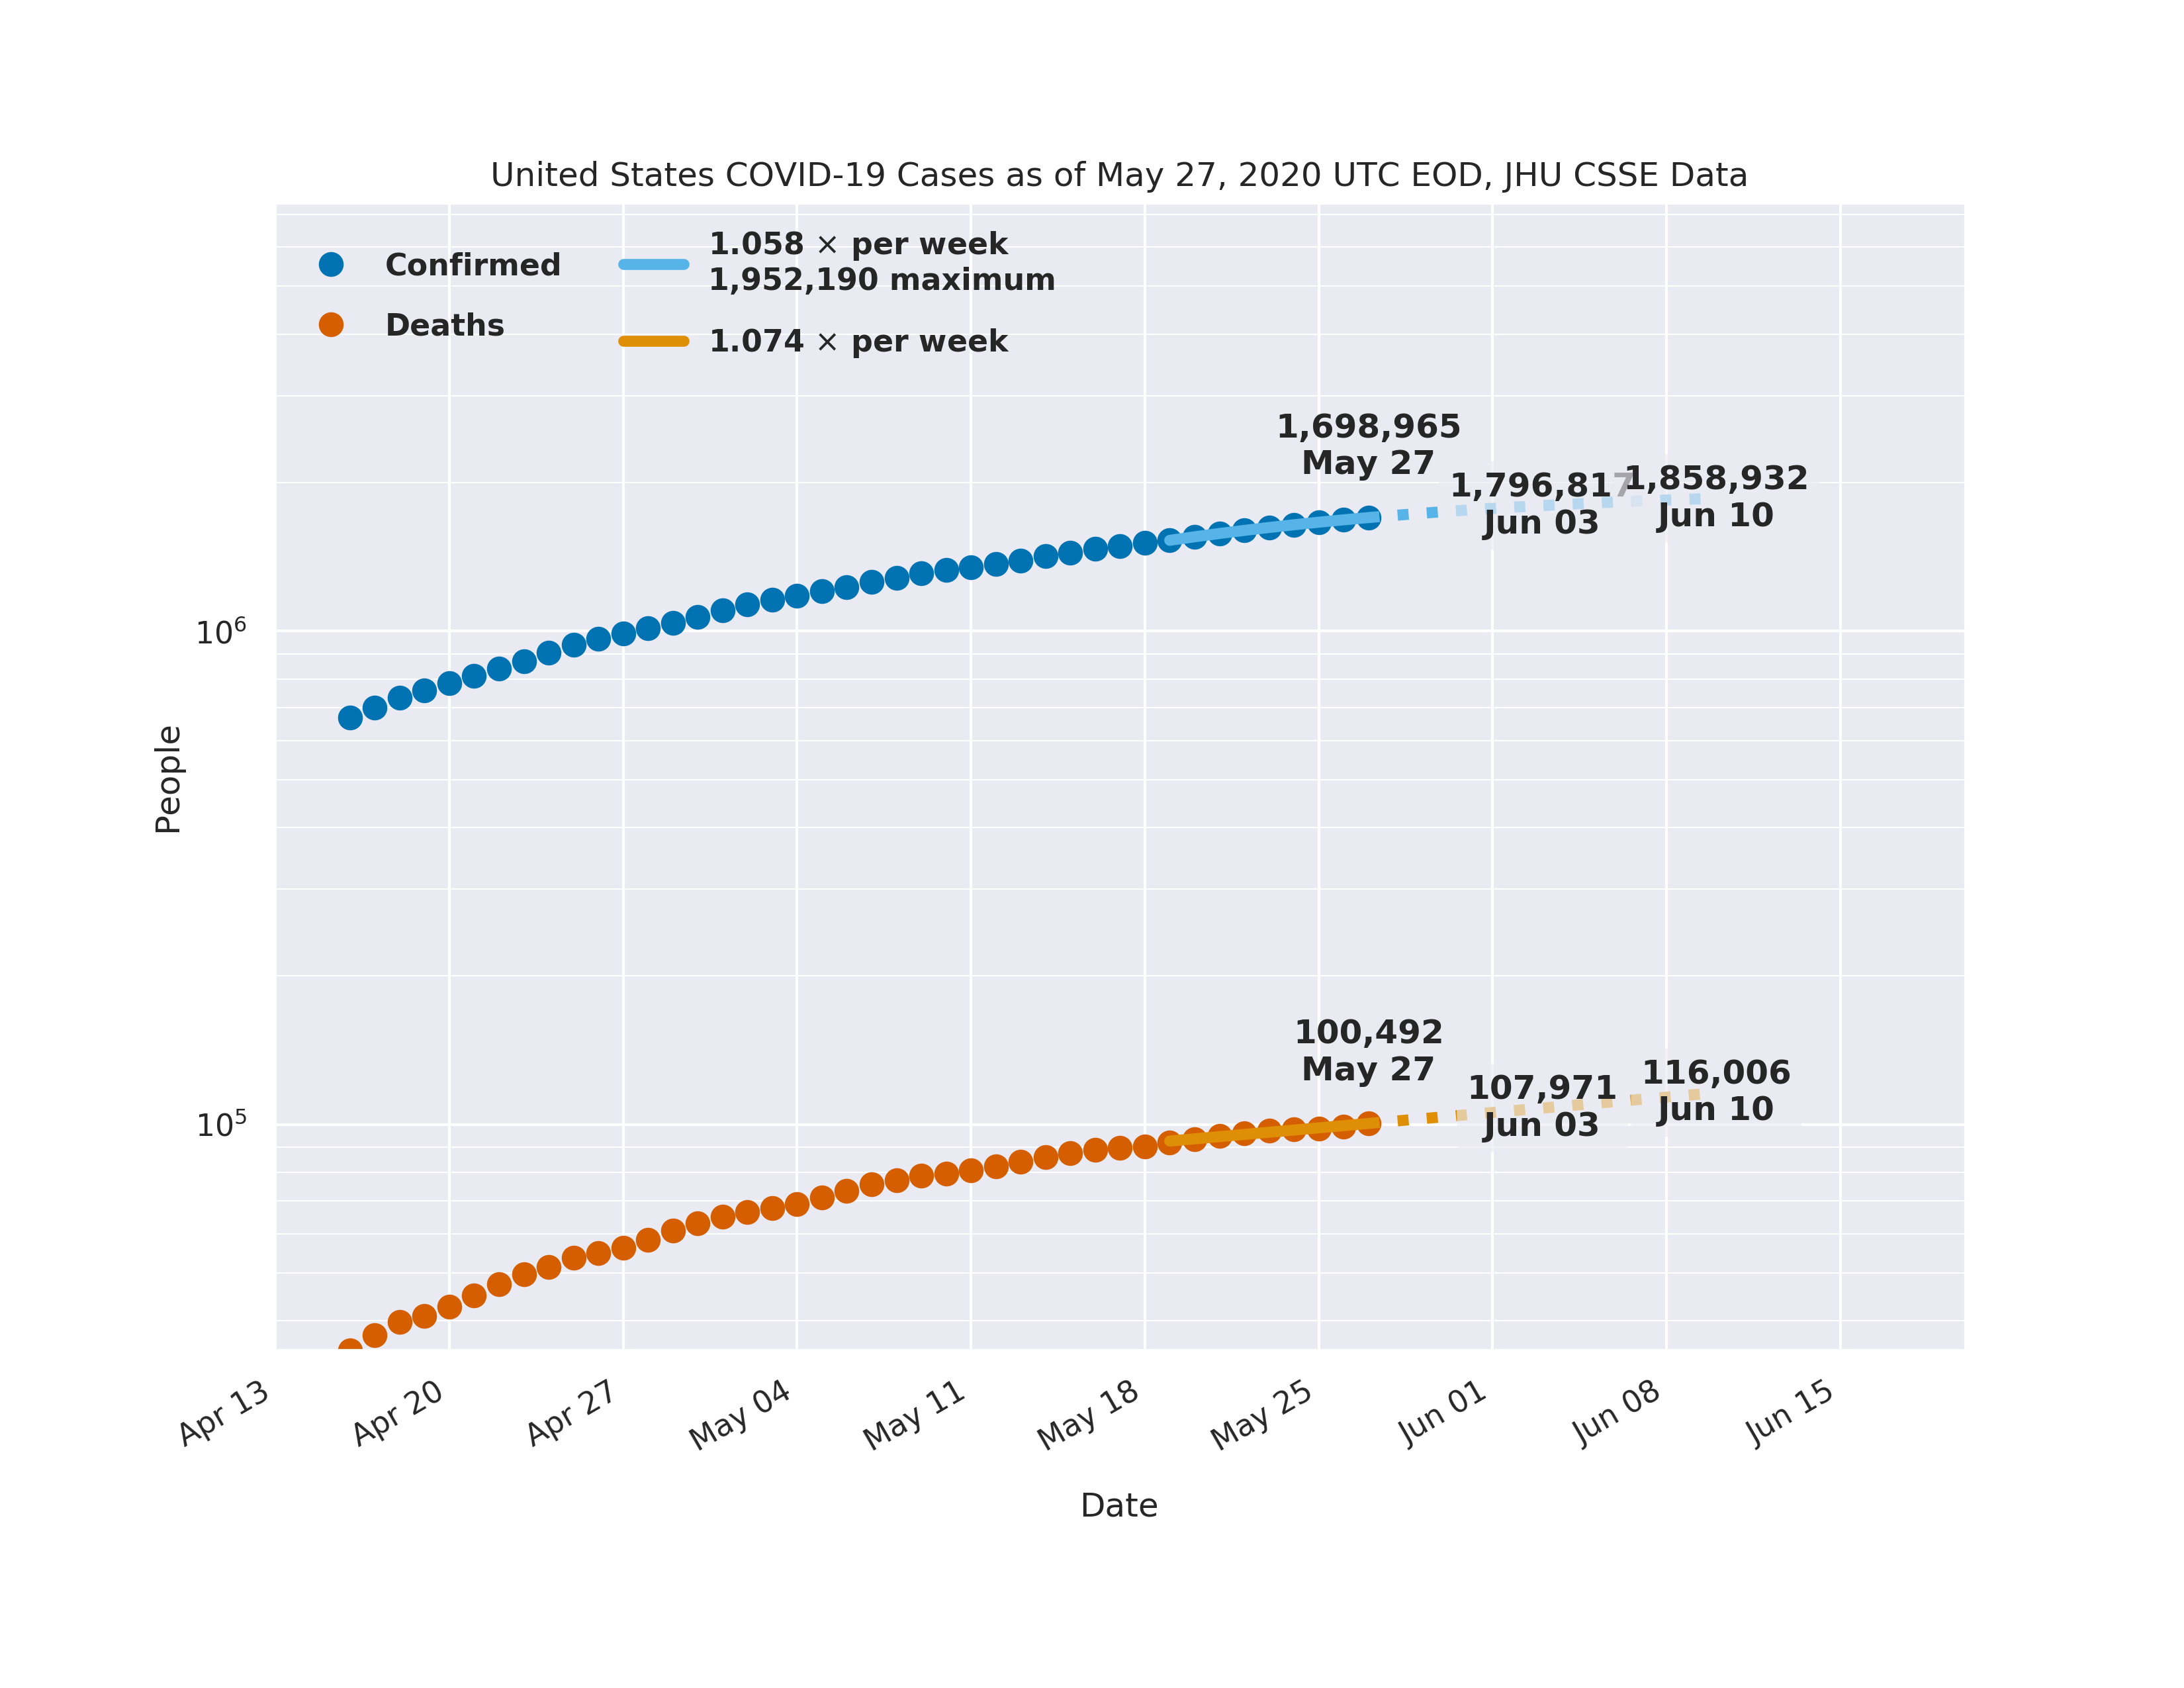 United States COVID-19 Cases as of May 27, 2020 UTC EOD, JHU CSSE Data
Confirmed
Deaths
1.058 × per week
1,952,190 maximum
1.074 × per week
1,698,965
May 27
1,796,817
Jun 03
1,858,932
Jun 10
100,492
May 27
107,971
Jun 03
116,006
Jun 10
People
10⁶
10⁵
Apr 13
Apr 20
Apr 27
May 04
May 11
May 18
May 25
Jun 01
Jun 08
Jun 15
Date